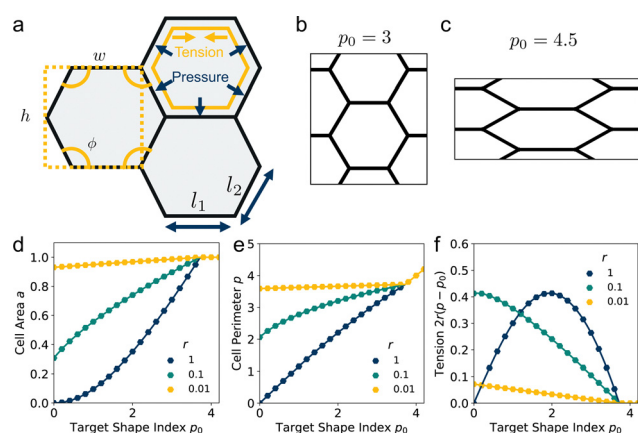 a
w
Tension
Pressure
h
ϕ
l₁
l₂
b
p₀ = 3
c
p₀ = 4.5
d
Cell Area a
1.0
0.8
0.6
0.4
0.2
0.0
0
2
4
r
1
0.1
0.01
Target Shape Index p₀
e
Cell Perimeter p
5
4
3
2
1
0
0
2
4
r
1
0.1
0.01
Target Shape Index p₀
f
Tension 2r(p − p₀)
0.6
0.5
0.4
0.3
0.2
0.1
0.0
0
2
4
r
1
0.1
0.01
Target Shape Index p₀